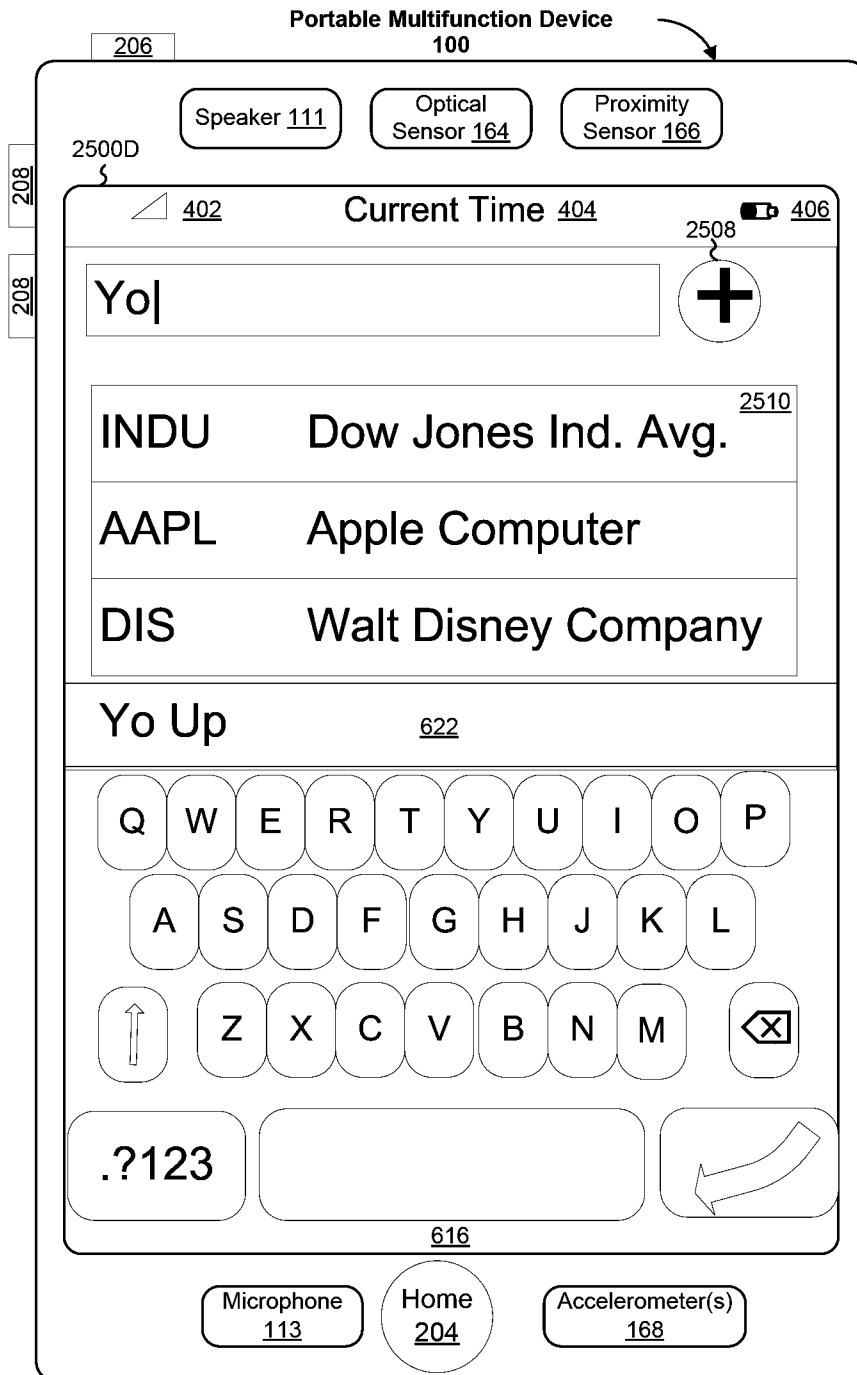 Portable Multifunction Device
100
206
Speaker 111
Optical
Sensor 164
Proximity
Sensor 166
2500D
208
402
Current Time 404
406
2508
208
Yo
2510
INDU Dow Jones Ind. Avg.
AAPL Apple Computer
DIS Walt Disney Company
Yo Up 622
Q W E R T Y U I O P
A S D F G H J K L
Z X C V B N M
.?123
616
Microphone
113
Home
204
Accelerometer(s)
168